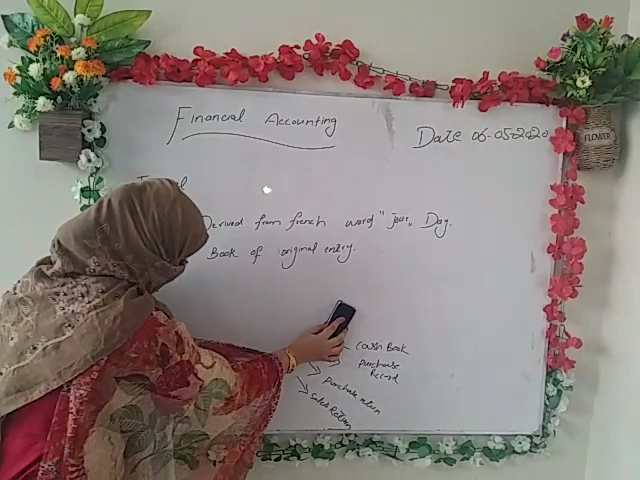 Financial Accounting
Date 06-05-2020
Derived from french word "jour" Day.
Book of original entry.
Cash Book
Purchase
Record
Purchase return
Sales Return
FLOWER